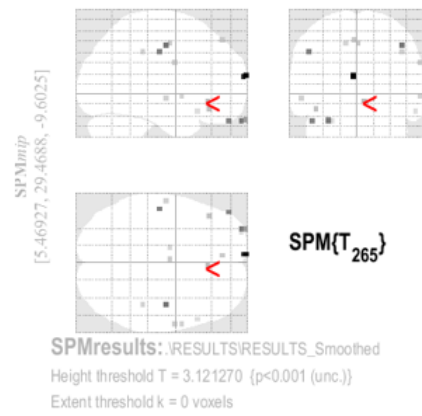 SPMmip
[5.46927, 29.4688, -9.6025]
<
<
<
SPM{T265}
SPMresults: .\RESULTS\RESULTS_Smoothed
Height threshold T = 3.121270 {p<0.001 (unc.)}
Extent threshold k = 0 voxels